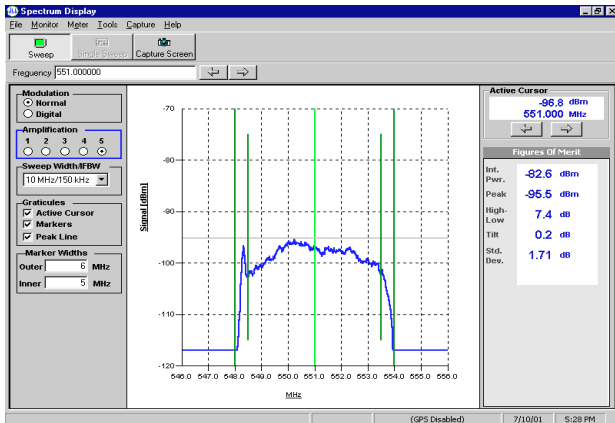 Spectrum Display
File Monitor Meter Tools Capture Help
Sweep Single Sweep Capture Screen
Freguency 551.000000
Modulation
Normal
Digital
Amplification
1 2 3 4 5
Sweep Width/IFBW
10 MHz/150 kHz
Graticules
Active Cursor
Markers
Peak Line
Marker Widths
Outer 6 MHz
Inner 5 MHz
Signal [dBm]
-70
-80
-90
-100
-110
-120
546.0 547.0 548.0 549.0 550.0 551.0 552.0 553.0 554.0 555.0 556.0
MHz
Active Cursor
-96.8 dBm
551.000 MHz
Figures Of Merit
Int. Pwr. -82.6 dBm
Peak -95.5 dBm
High-Low 7.4 dB
Tilt 0.2 dB
Std. Dev. 1.71 dB
(GPS Disabled) 7/10/01 5:28 PM